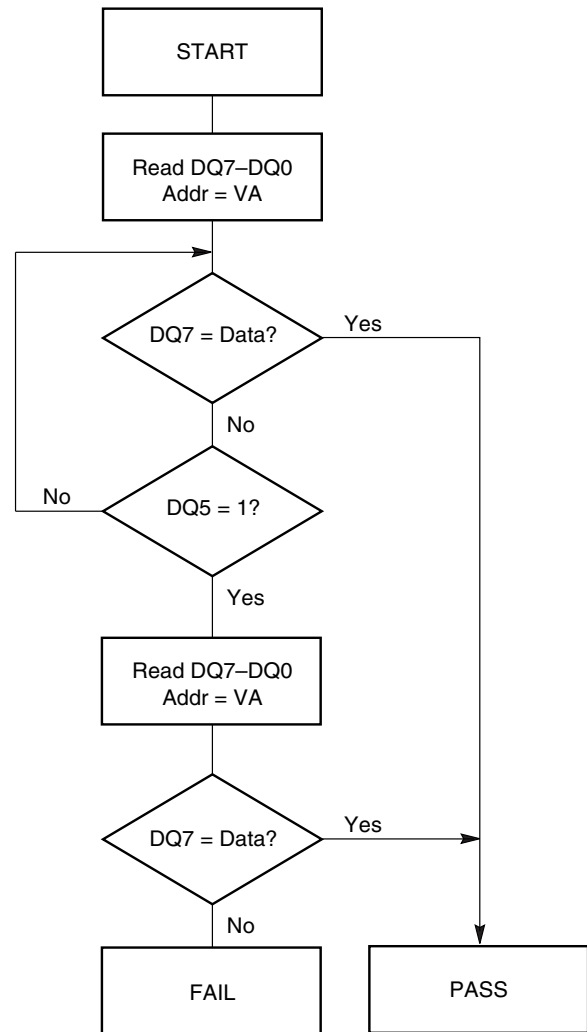 START
Read DQ7–DQ0
Addr = VA
DQ7 = Data?
Yes
No
DQ5 = 1?
No
Yes
Read DQ7–DQ0
Addr = VA
DQ7 = Data?
Yes
No
FAIL
PASS